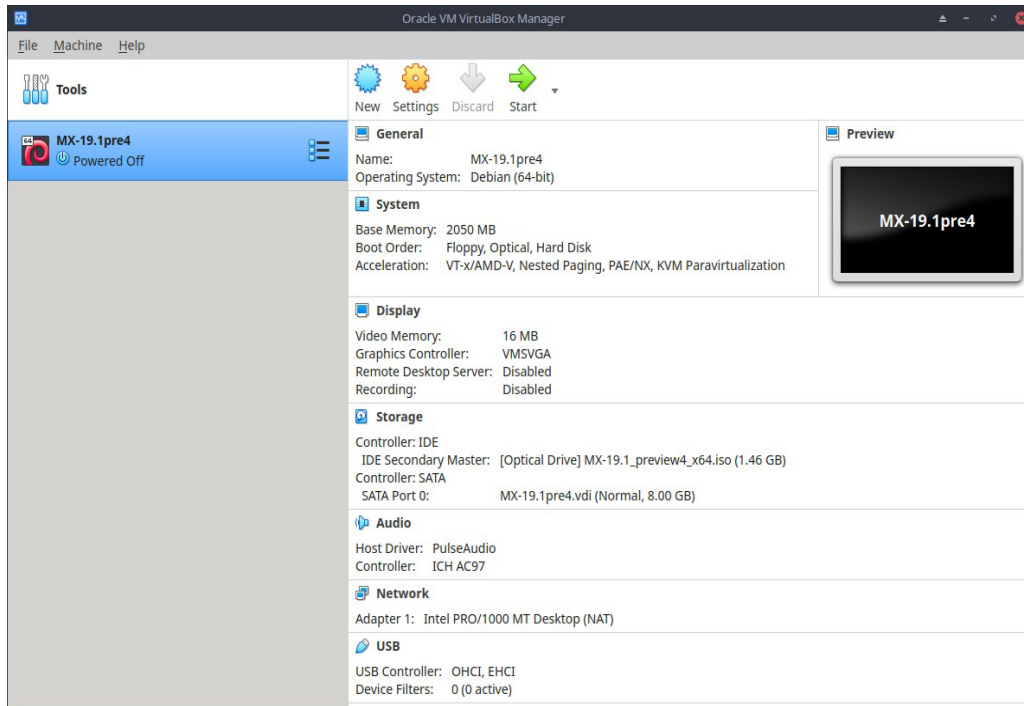 Oracle VM VirtualBox Manager
File Machine Help
Tools
New Settings Discard Start
MX-19.1pre4
Powered Off
64
General
Name: MX-19.1pre4
Operating System: Debian (64-bit)
Preview
MX-19.1pre4
System
Base Memory: 2050 MB
Boot Order: Floppy, Optical, Hard Disk
Acceleration: VT-x/AMD-V, Nested Paging, PAE/NX, KVM Paravirtualization
Display
Video Memory: 16 MB
Graphics Controller: VMSVGA
Remote Desktop Server: Disabled
Recording: Disabled
Storage
Controller: IDE
IDE Secondary Master: [Optical Drive] MX-19.1_preview4_x64.iso (1.46 GB)
Controller: SATA
SATA Port 0: MX-19.1pre4.vdi (Normal, 8.00 GB)
Audio
Host Driver: PulseAudio
Controller: ICH AC97
Network
Adapter 1: Intel PRO/1000 MT Desktop (NAT)
USB
USB Controller: OHCI, EHCI
Device Filters: 0 (0 active)